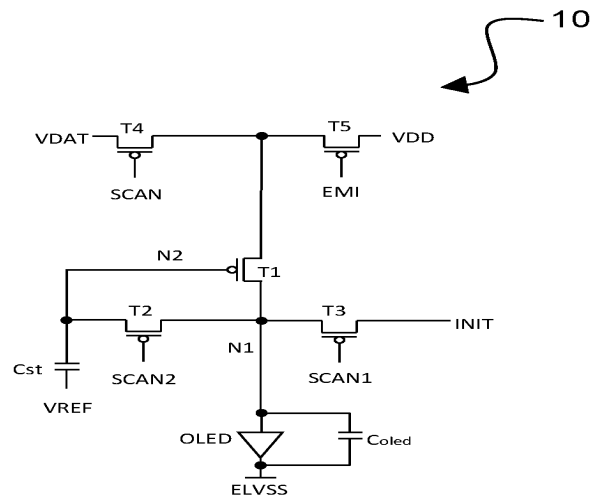 10
T4
T5
VDAT
VDD
SCAN
EMI
N2
T1
T2
T3
INIT
N1
Cst
SCAN2
SCAN1
VREF
OLED
Coled
ELVSS